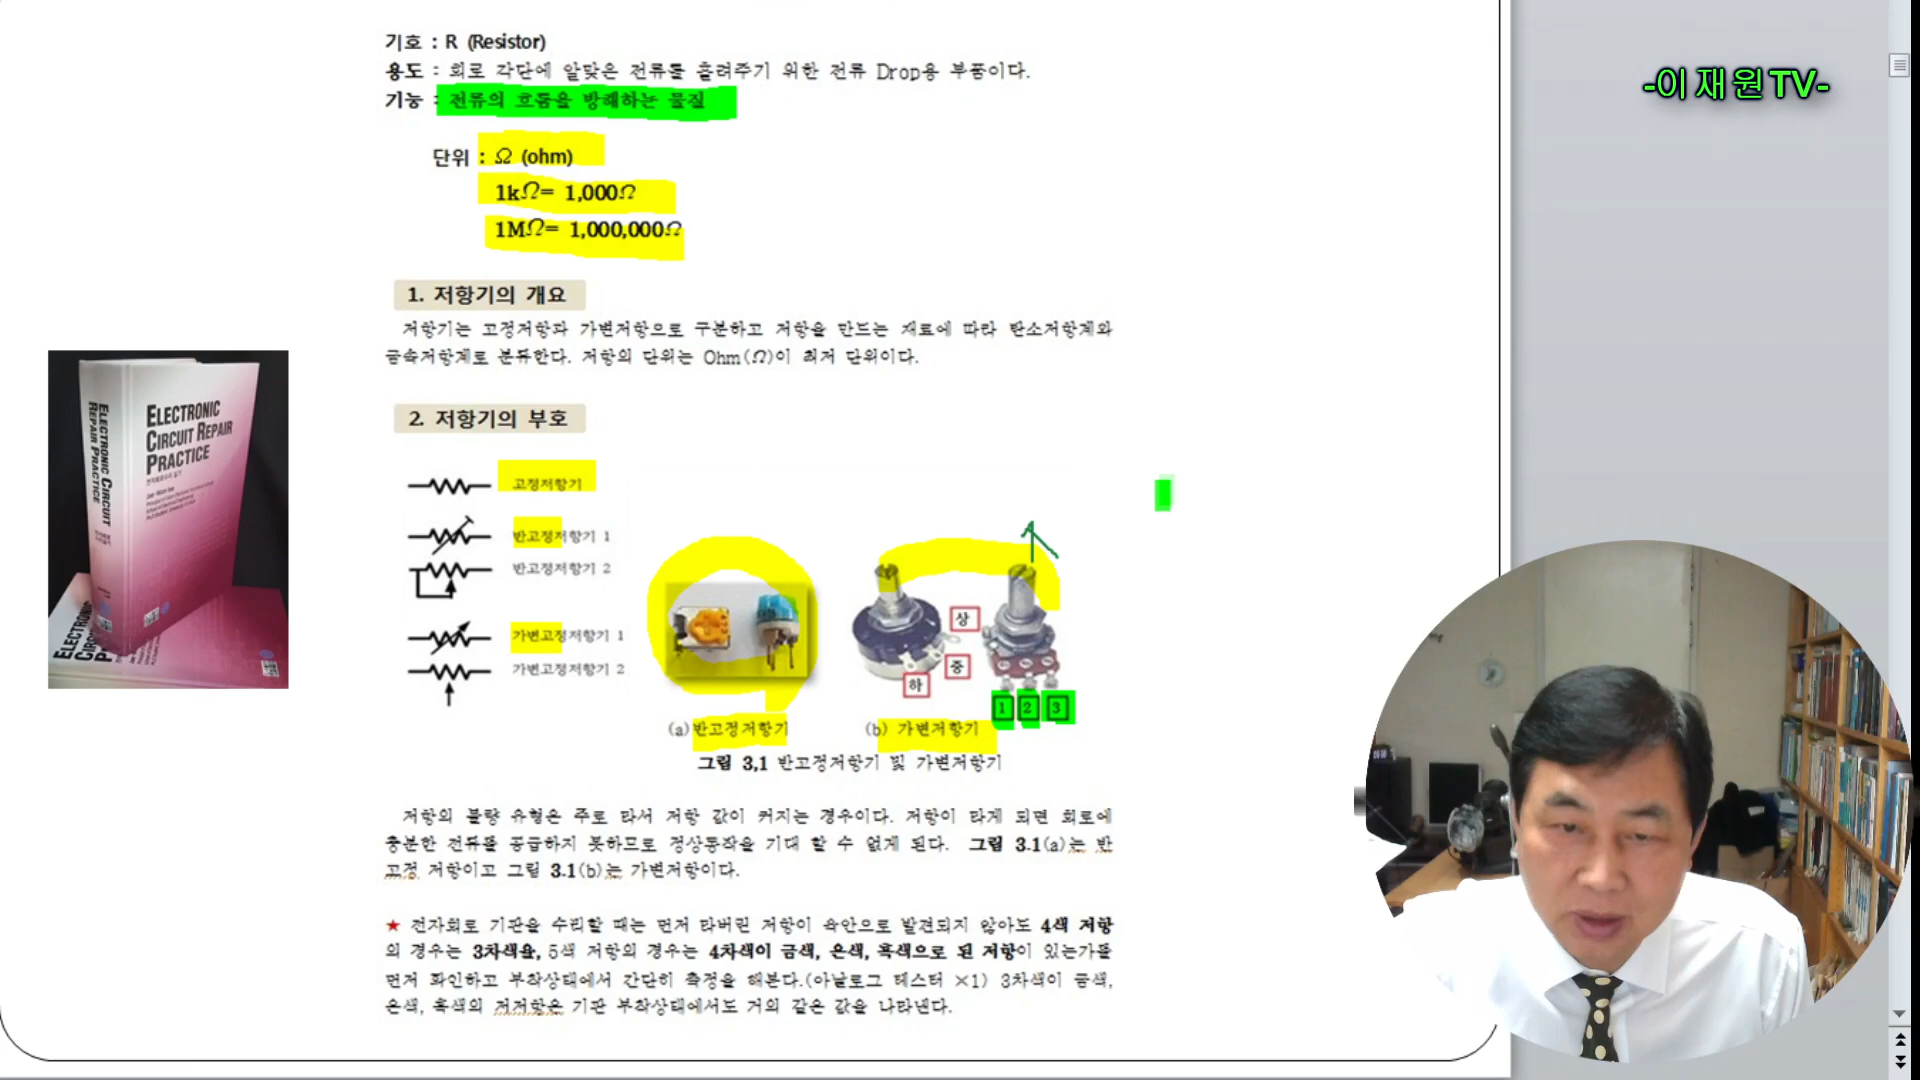 기호 : R (Resistor)
용도 : 회로 각단에 알맞은 전류를 흘려주기 위한 전류 Drop용 부품이다.
기능 : 전류의 흐름을 방해하는 물질
-이재원TV-
단위 : Ω (ohm)
1kΩ= 1,000Ω
1MΩ= 1,000,000Ω
1. 저항기의 개요
저항기는 고정저항과 가변저항으로 구분하고 저항을 만드는 재료에 따라 탄소저항계와
금속저항계로 분류한다. 저항의 단위는 Ohm(Ω)이 최저 단위이다.
2. 저항기의 부호
ELECTRONIC
CIRCUIT REPAIR
PRACTICE
ELECTRONIC CIRCUIT
REPAIR PRACTICE
고정저항기
반고정저항기 1
반고정저항기 2
가변고정저항기 1
가변고정저항기 2
상
중
하
1 2 3
(a)반고정저항기
(b) 가변저항기
그림 3.1 반고정저항기 및 가변저항기
저항의 불량 유형은 주로 타서 저항 값이 커지는 경우이다. 저항이 타게 되면 회로에
충분한 전류를 공급하지 못하므로 정상동작을 기대 할 수 없게 된다. 그림 3.1(a)는 반
고정 저항이고 그림 3.1(b)는 가변저항이다.
★ 전자회로 기판을 수리할 때는 먼저 타버린 저항이 육안으로 발견되지 않아도 4색 저항
의 경우는 3차색을, 5색 저항의 경우는 4차색이 금색, 은색, 흑색으로 된 저항이 있는가를
먼저 확인하고 부착상태에서 간단히 측정을 해본다.(아날로그 테스터 ×1) 3차색이 금색,
은색, 흑색의 저저항은 기판 부착상태에서도 거의 같은 값을 나타낸다.